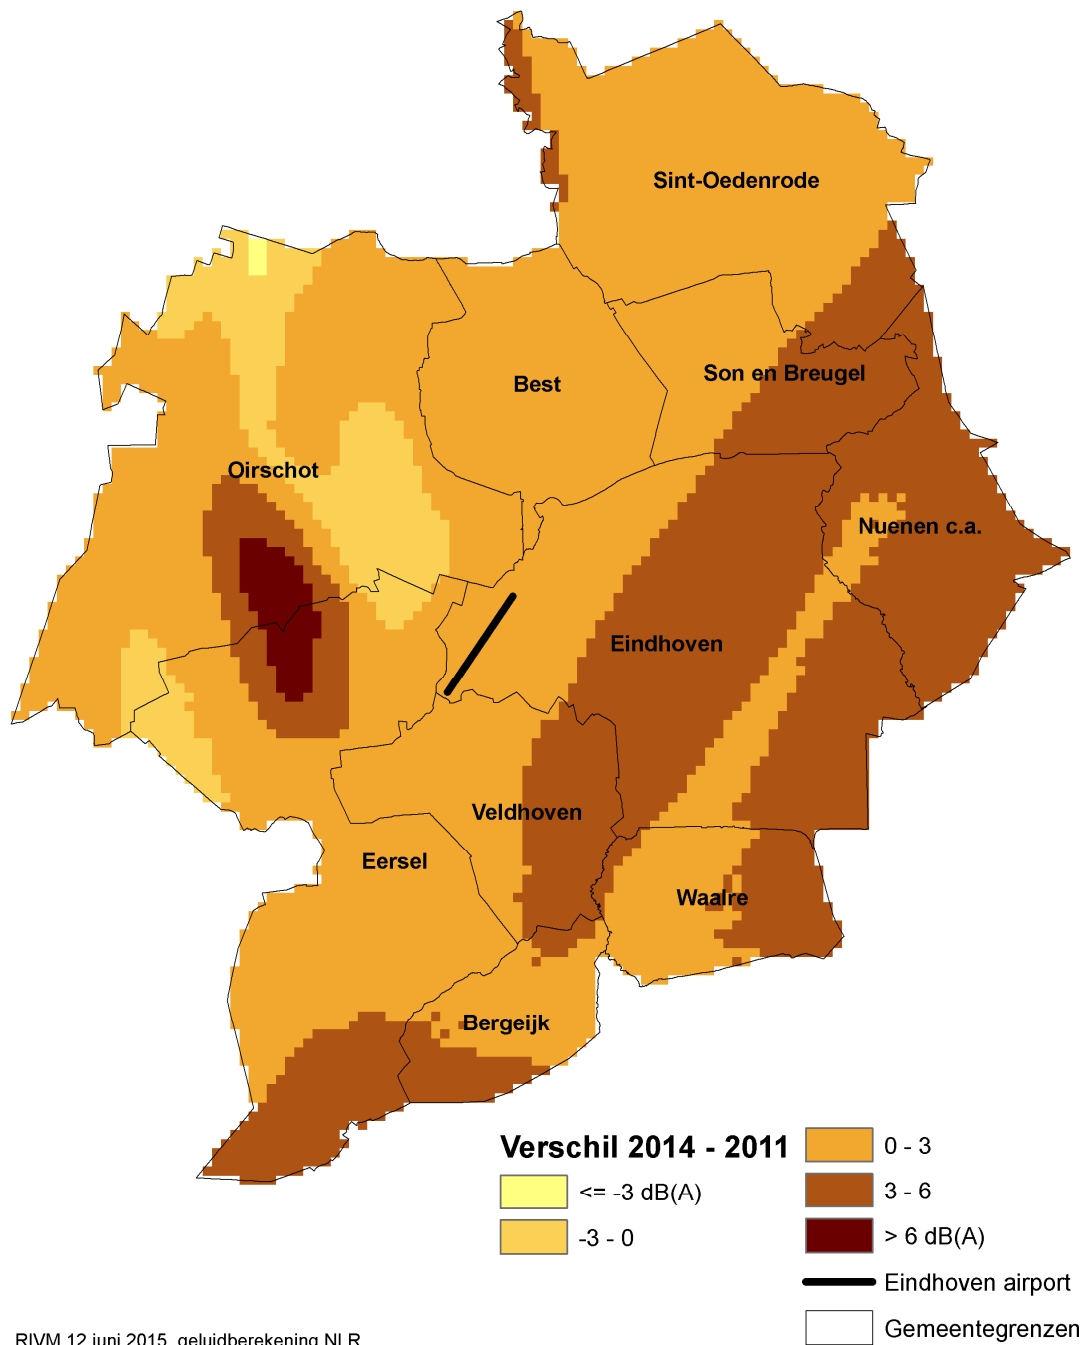 Sint-Oedenrode
Son en Breugel
Best
Oirschot
Nuenen c.a.
Eindhoven
Veldhoven
Eersel
Waalre
Bergeijk
Verschil 2014 - 2011
<= -3 dB(A)
-3 - 0
0 - 3
3 - 6
> 6 dB(A)
Eindhoven airport
Gemeentegrenzen
RIVM 12 juni 2015, geluidberekening NLR